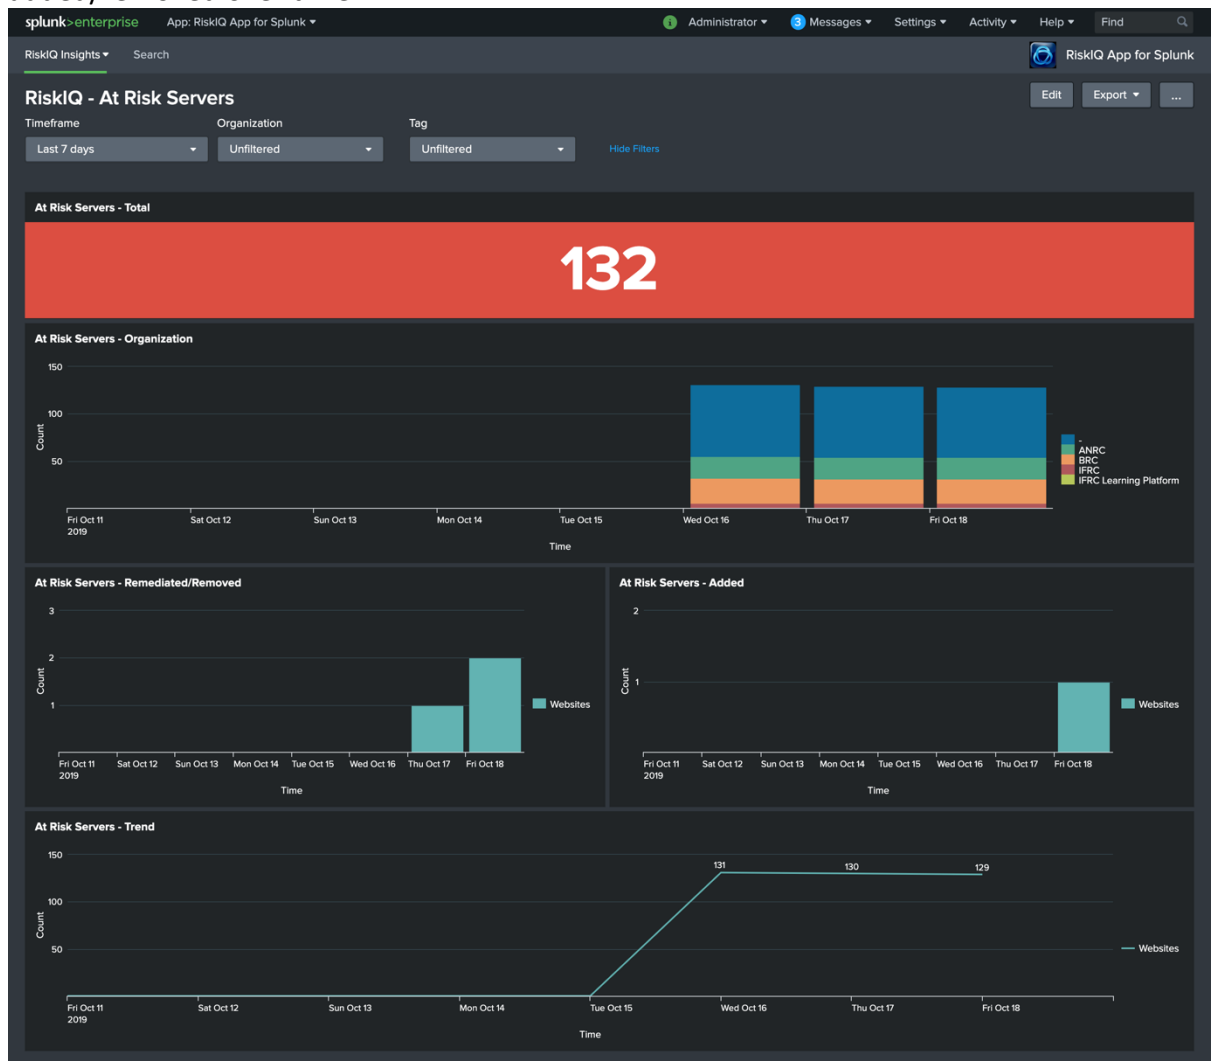 splunk>enterprise App: RiskIQ App for Splunk i Administrator 3 Messages Settings Activity Help Find
RiskIQ Insights Search RiskIQ App for Splunk
RiskIQ - At Risk Servers Edit Export ...
Timeframe Organization Tag
Last 7 days Unfiltered Unfiltered Hide Filters
At Risk Servers - Total
132
At Risk Servers - Organization
150
100
50
Count
-
ANRC
BRC
IFRC
IFRC Learning Platform
Fri Oct 11 Sat Oct 12 Sun Oct 13 Mon Oct 14 Tue Oct 15 Wed Oct 16 Thu Oct 17 Fri Oct 18
2019
Time
At Risk Servers - Remediated/Removed
3
2
1
Count
Websites
Fri Oct 11 Sat Oct 12 Sun Oct 13 Mon Oct 14 Tue Oct 15 Wed Oct 16 Thu Oct 17 Fri Oct 18
2019
Time
At Risk Servers - Added
2
1
Count
Websites
Fri Oct 11 Sat Oct 12 Sun Oct 13 Mon Oct 14 Tue Oct 15 Wed Oct 16 Thu Oct 17 Fri Oct 18
2019
Time
At Risk Servers - Trend
150
100
50
Count
131 130 129
Websites
Fri Oct 11 Sat Oct 12 Sun Oct 13 Mon Oct 14 Tue Oct 15 Wed Oct 16 Thu Oct 17 Fri Oct 18
2019
Time